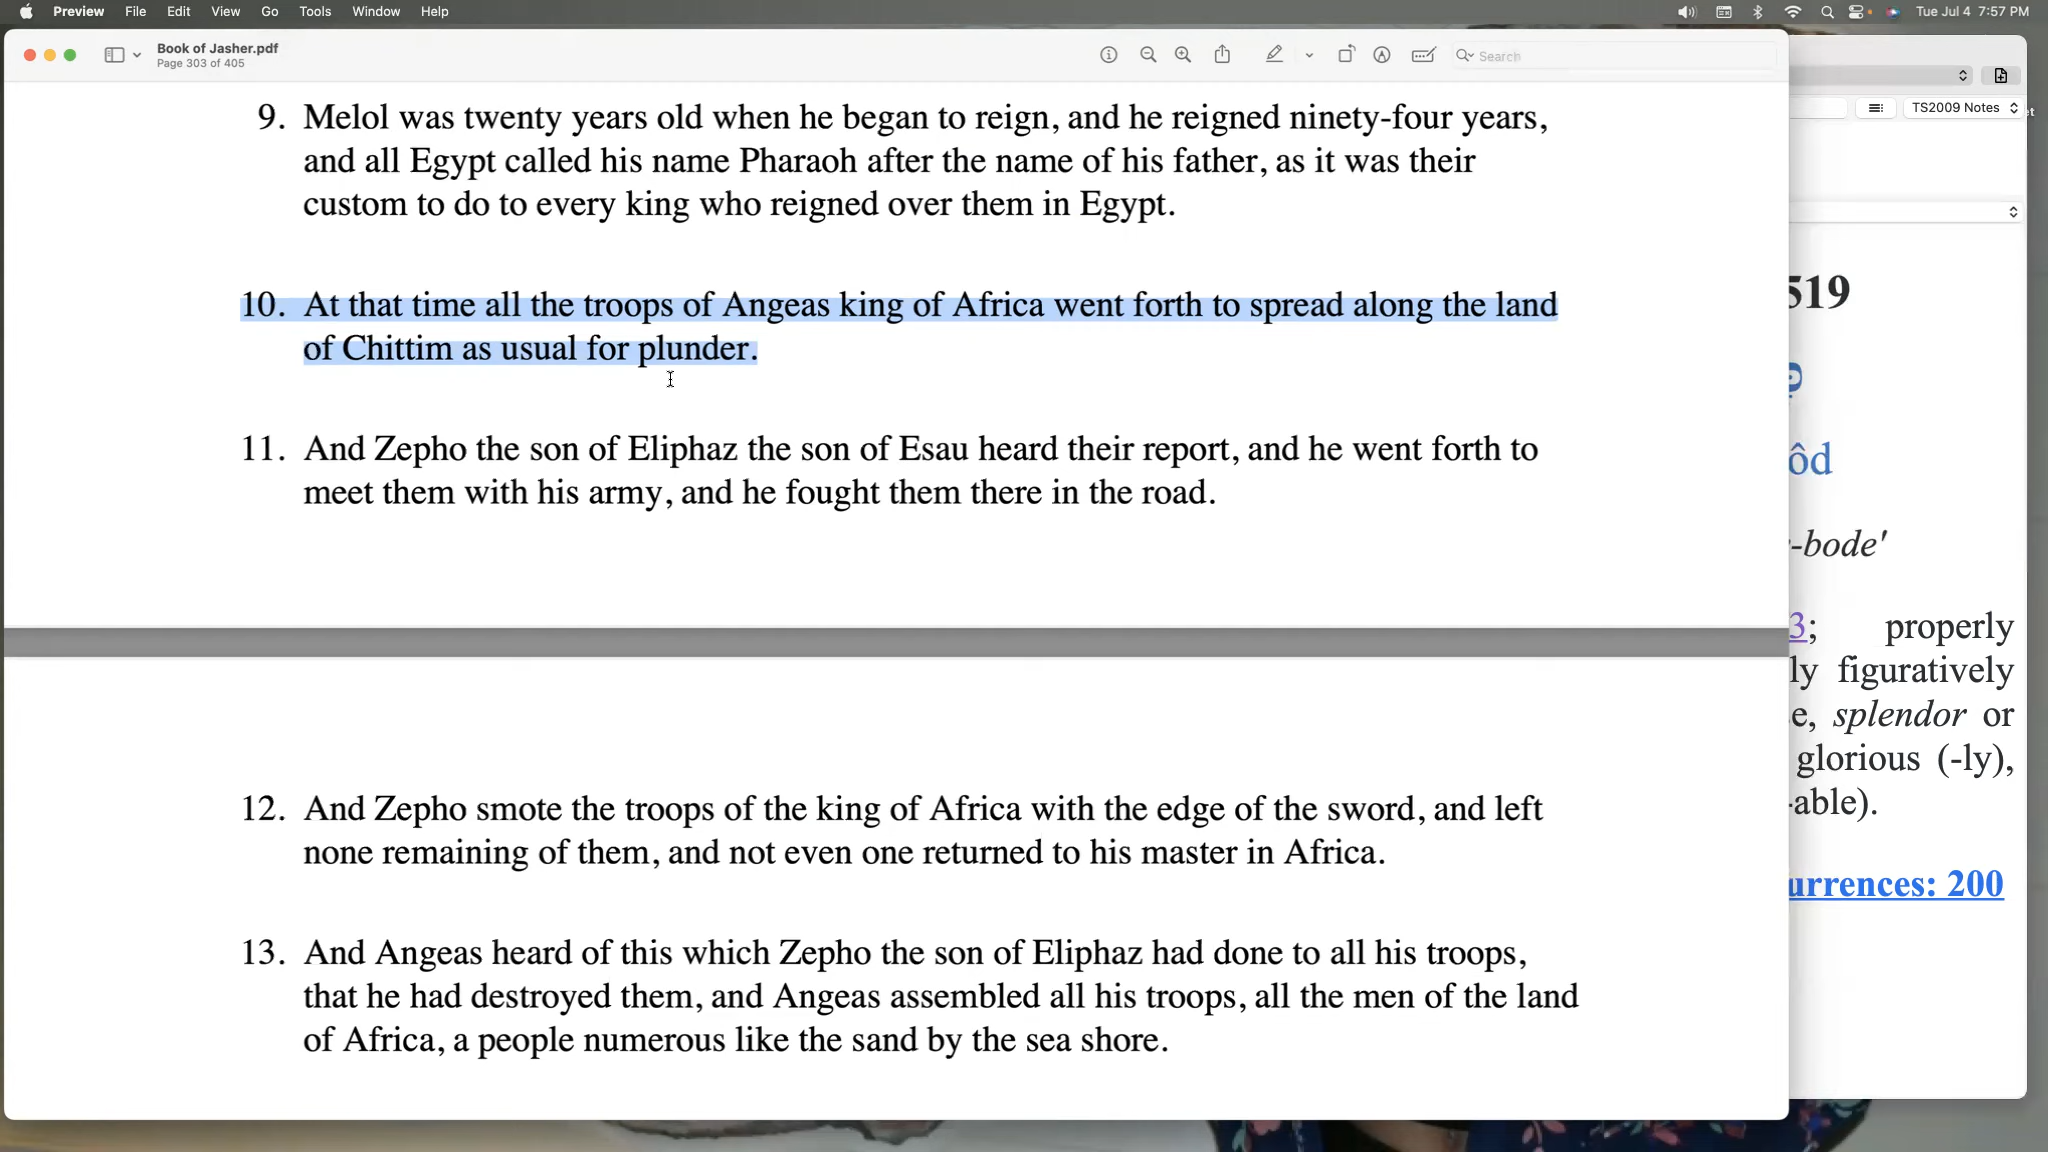 Preview File Edit View Go Tools Window Help
Tue Jul 4 7:57 PM
Book of Jasher.pdf
Page 303 of 405
Search
9. Melol was twenty years old when he began to reign, and he reigned ninety-four years,
and all Egypt called his name Pharaoh after the name of his father, as it was their
custom to do to every king who reigned over them in Egypt.
10. At that time all the troops of Angeas king of Africa went forth to spread along the land
of Chittim as usual for plunder.
11. And Zepho the son of Eliphaz the son of Esau heard their report, and he went forth to
meet them with his army, and he fought them there in the road.
12. And Zepho smote the troops of the king of Africa with the edge of the sword, and left
none remaining of them, and not even one returned to his master in Africa.
13. And Angeas heard of this which Zepho the son of Eliphaz had done to all his troops,
that he had destroyed them, and Angeas assembled all his troops, all the men of the land
of Africa, a people numerous like the sand by the sea shore.
TS2009 Notes
519
ôd
-bode'
3; properly
ly figuratively
e, splendor or
glorious (-ly),
-able).
urrences: 200